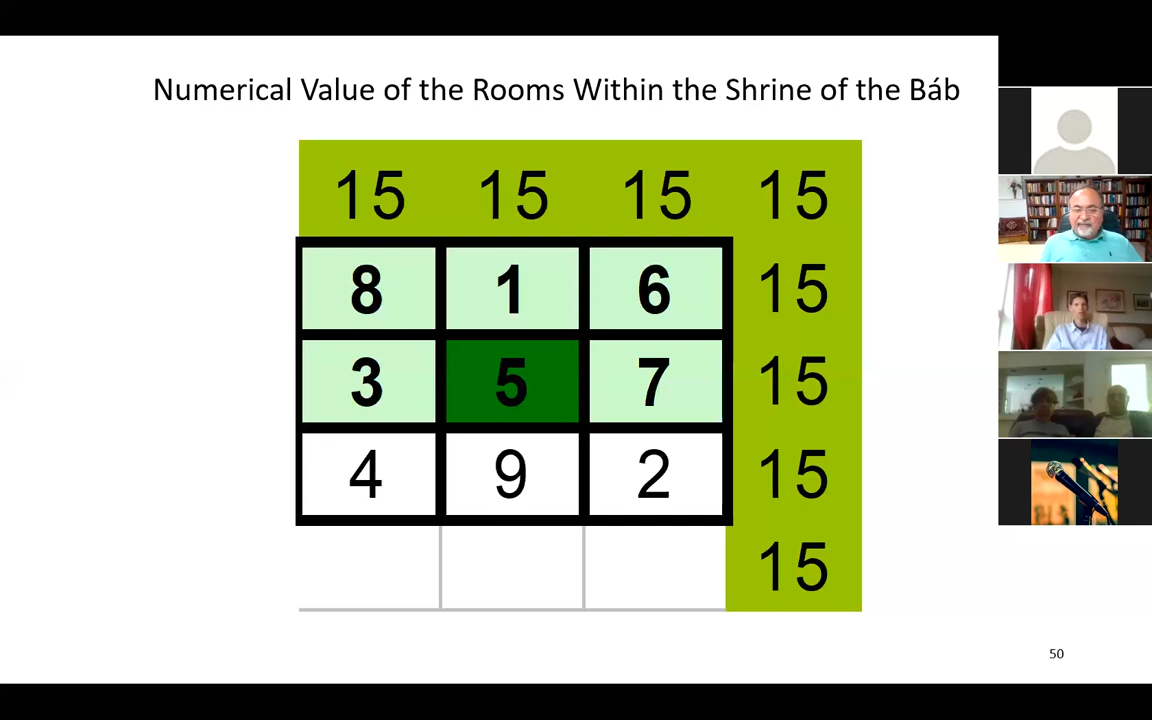 Numerical Value of the Rooms Within the Shrine of the Báb
15 15 15 15
8 1 6 15
3 5 7 15
4 9 2 15
15
50